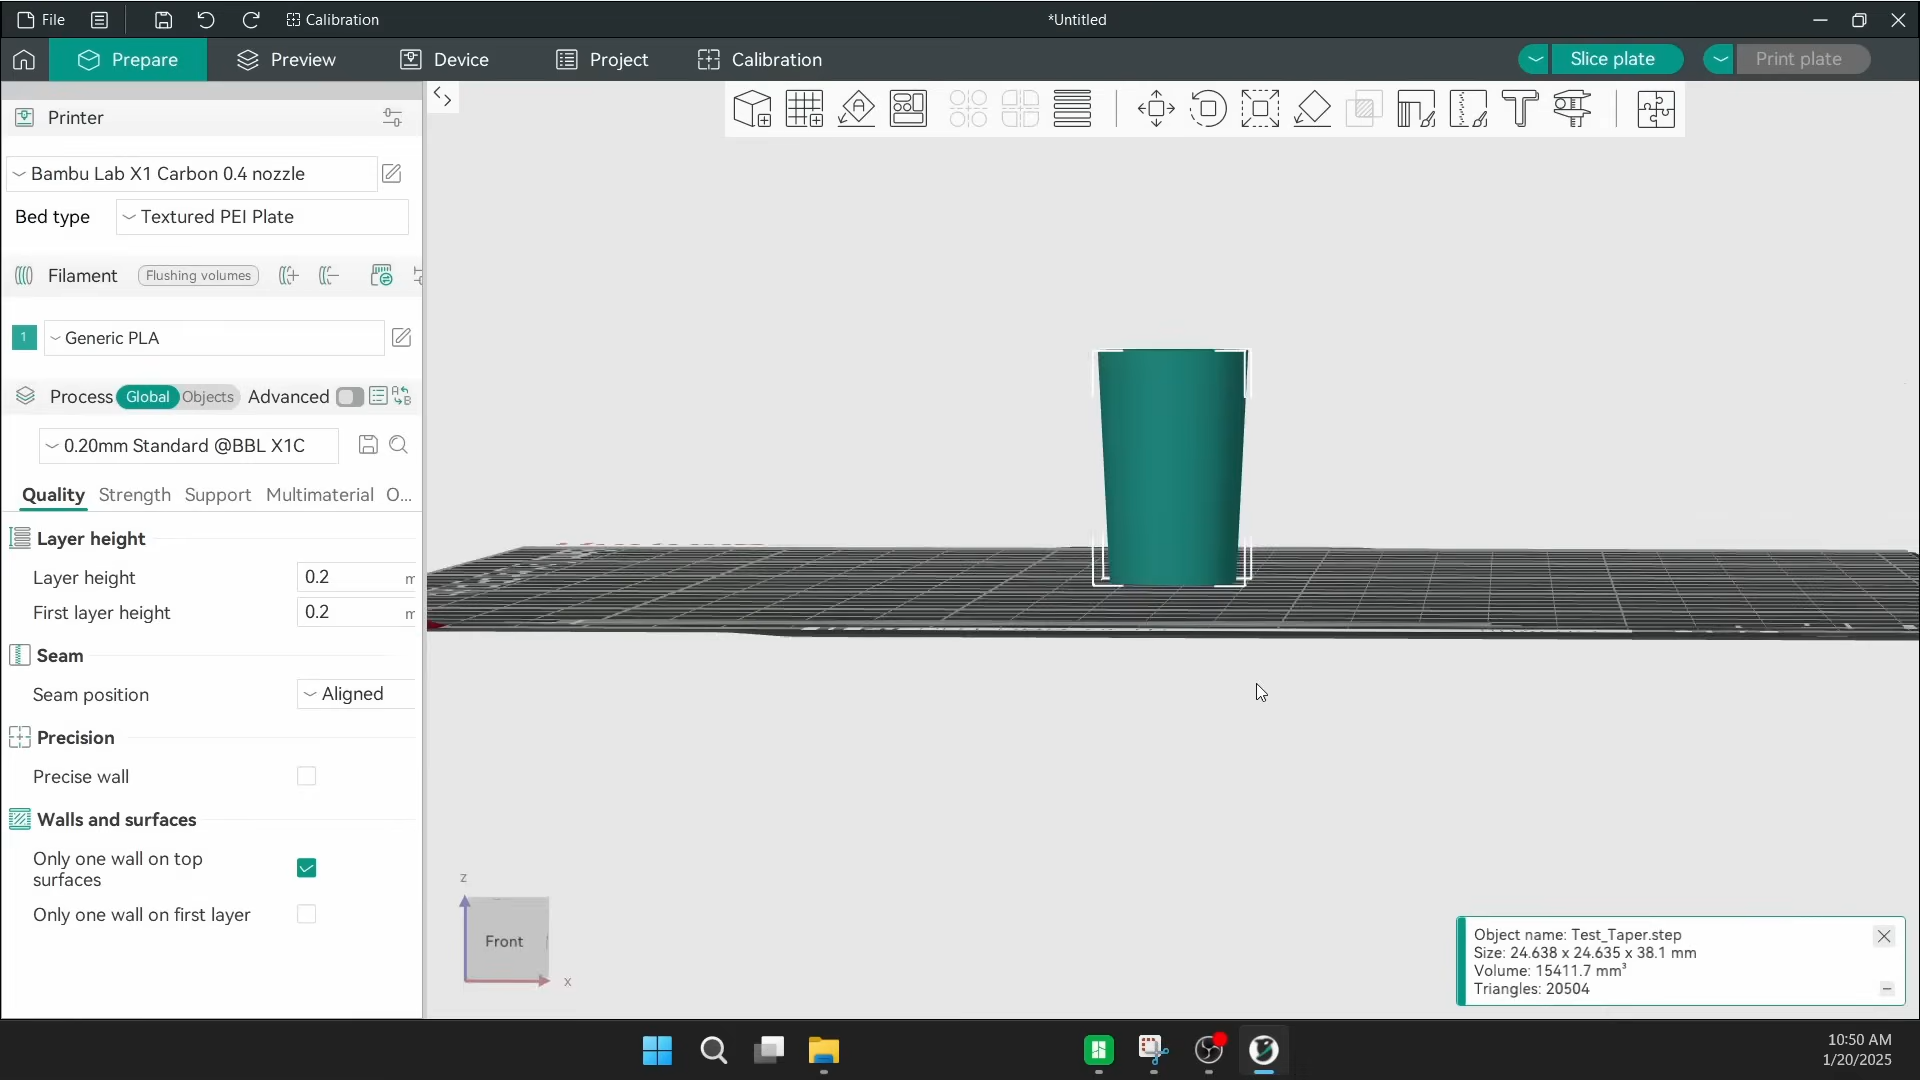 File
Calibration
*Untitled
Prepare
Preview
Device
Project
Calibration
Slice plate
Print plate
Printer
Bambu Lab X1 Carbon 0.4 nozzle
Bed type
Textured PEI Plate
Filament
Flushing volumes
1
Generic PLA
Process
Global
Objects
Advanced
0.20mm Standard @BBL X1C
Quality
Strength
Support
Multimaterial
O...
Layer height
Layer height
0.2
m
First layer height
0.2
m
Seam
Seam position
Aligned
Precision
Precise wall
Walls and surfaces
Only one wall on top
surfaces
Only one wall on first layer
z
Front
x
Object name: Test_Taper.step
Size: 24.638 x 24.635 x 38.1 mm
Volume: 15411.7 mm³
Triangles: 20504
10:50 AM
1/20/2025